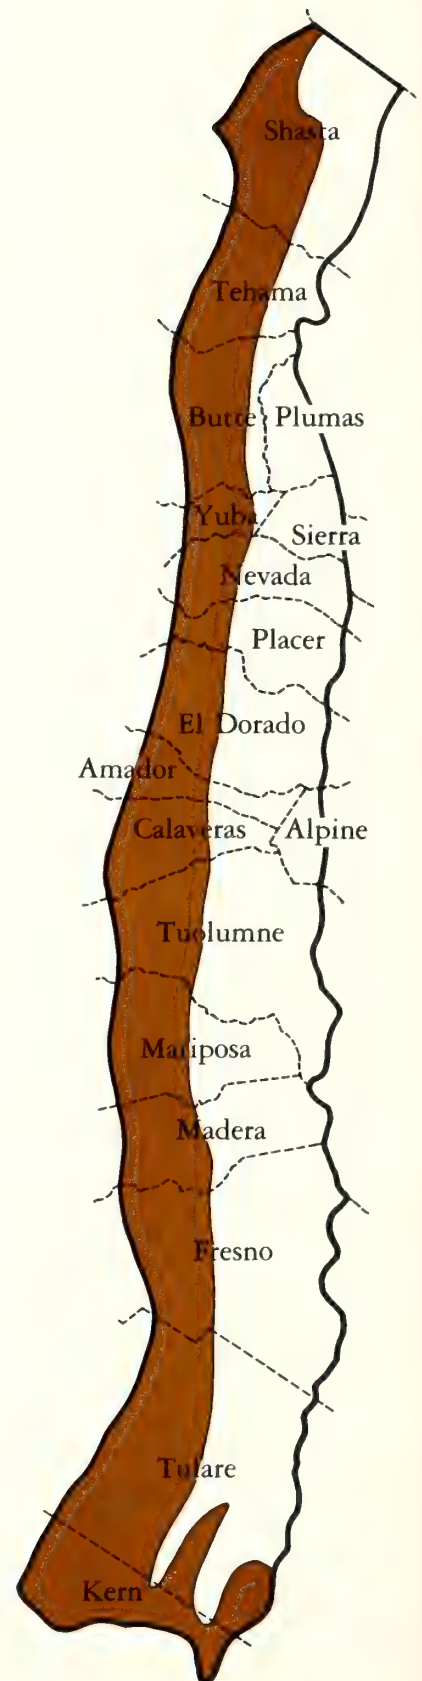 Shasta
Tehama
Butte Plumas
Yuba
Sierra
Nevada
Placer
El Dorado
Amador
Calaveras Alpine
Tuolumne
Mariposa
Madera
Fresno
Tulare
Kern